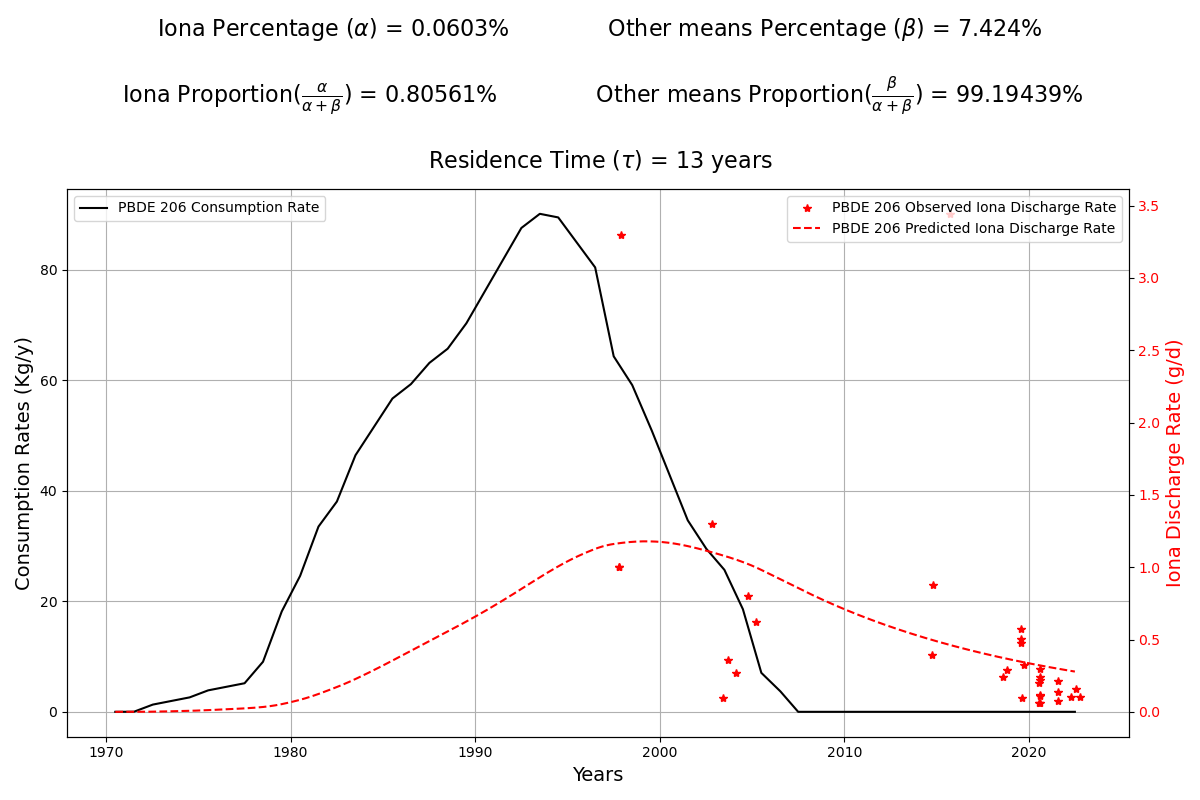 Iona Percentage (α) = 0.0603% Other means Percentage (β) = 7.424%
Iona Proportion(α/(α+β)) = 0.80561% Other means Proportion(β/(α+β)) = 99.19439%
Residence Time (τ) = 13 years
PBDE 206 Consumption Rate
PBDE 206 Observed Iona Discharge Rate
PBDE 206 Predicted Iona Discharge Rate
Consumption Rates (Kg/y)
80
60
40
20
0
3.5
3.0
2.5
2.0
1.5
1.0
0.5
0.0
Iona Discharge Rate (g/d)
1970 1980 1990 2000 2010 2020
Years